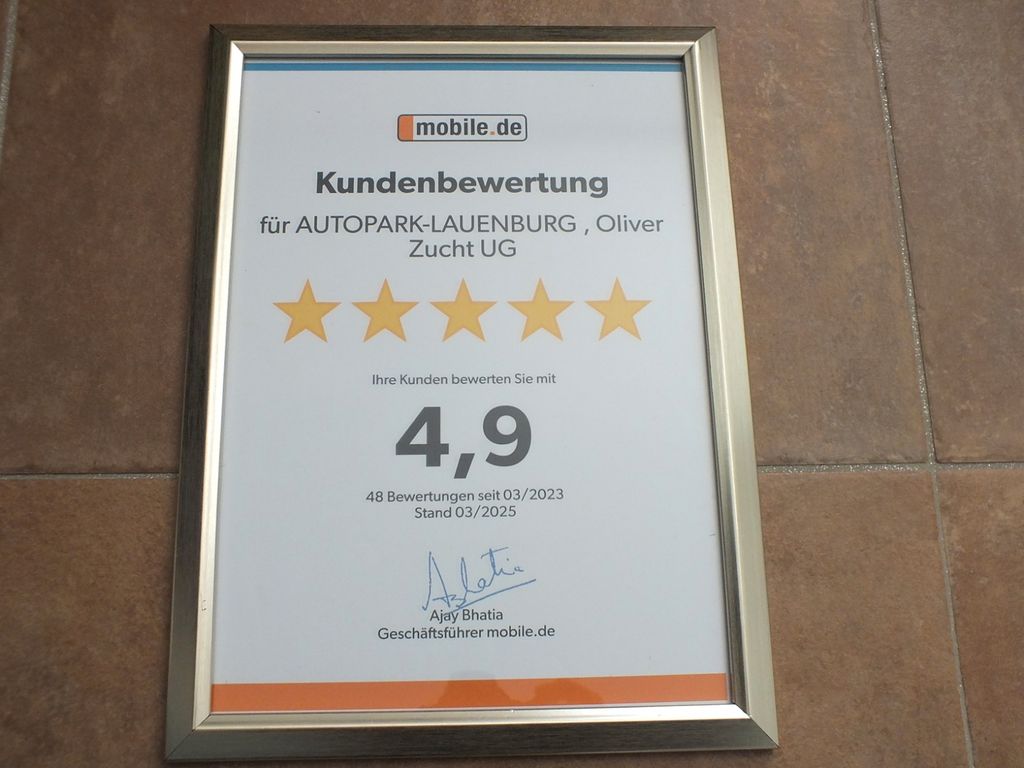 mobile.de
Kundenbewertung
für AUTOPARK-LAUENBURG , Oliver
Zucht UG
Ihre Kunden bewerten Sie mit
4,9
48 Bewertungen seit 03/2023
Stand 03/2025
Ajay Bhatia
Geschäftsführer mobile.de